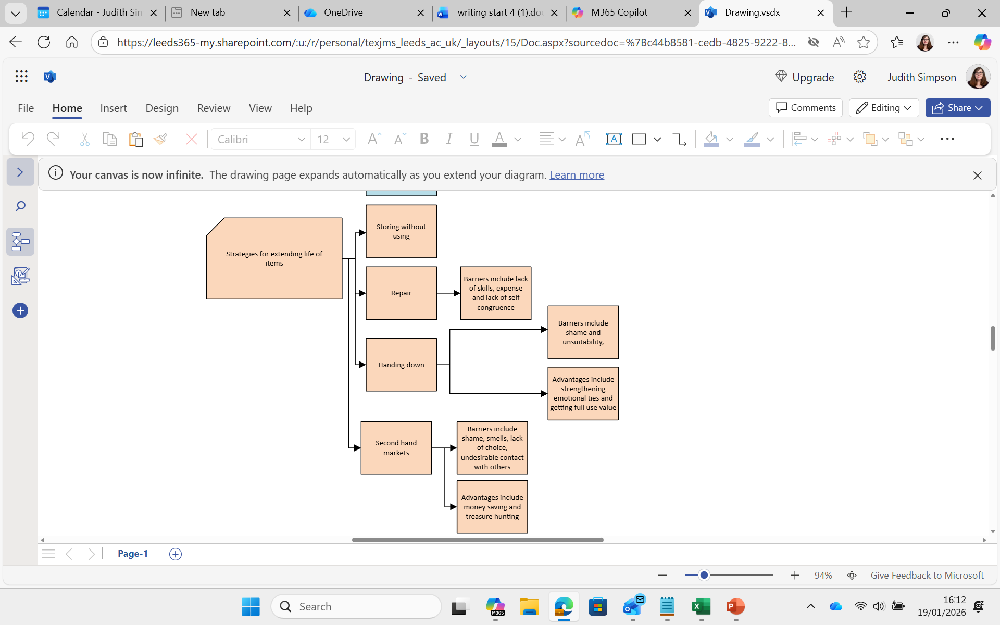 Calendar - Judith Sim
New tab
OneDrive
writing start 4 (1).doc
M365 Copilot
Drawing.vsdx
https://leeds365-my.sharepoint.com/:u:/r/personal/texjms_leeds_ac_uk/_layouts/15/Doc.aspx?sourcedoc=%7Bc44b8581-cedb-4825-9222-8...
Drawing - Saved
Upgrade
Judith Simpson
File
Home
Insert
Design
Review
View
Help
Comments
Editing
Share
Calibri
12
Your canvas is now infinite. The drawing page expands automatically as you extend your diagram. Learn more
Strategies for extending life of
items
Storing without
using
Repair
Barriers include lack
of skills, expense
and lack of self
congruence
Handing down
Barriers include
shame and
unsuitability,
Advantages include
strengthening
emotional ties and
getting full use value
Second hand
markets
Barriers include
shame, smells, lack
of choice,
undesirable contact
with others
Advantages include
money saving and
treasure hunting
Page-1
94%
Give Feedback to Microsoft
Search
M365
16:12
19/01/2026